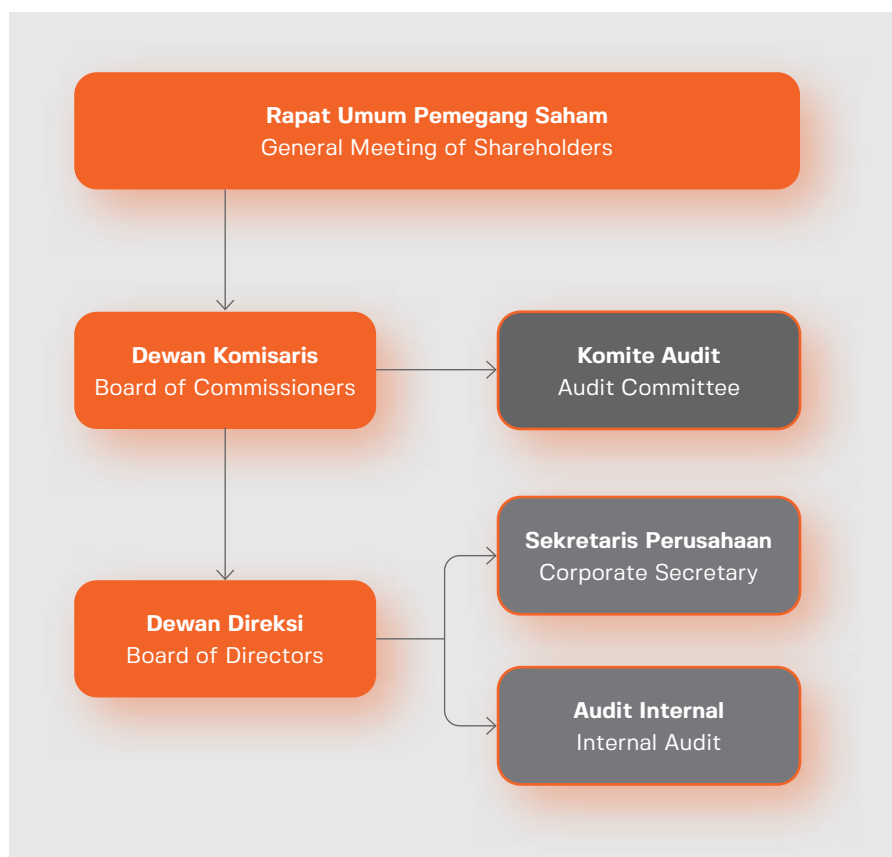 Rapat Umum Pemegang Saham
General Meeting of Shareholders
Dewan Komisaris
Board of Commissioners
Komite Audit
Audit Committee
Sekretaris Perusahaan
Corporate Secretary
Dewan Direksi
Board of Directors
Audit Internal
Internal Audit